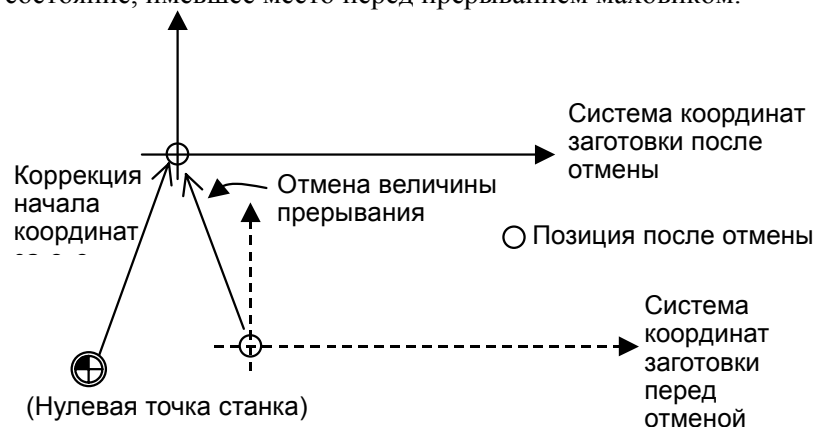 состояние, имевшее место перед прерыванием маховиком.
Система координат
заготовки после
отмены
Коррекция
начала
координат
Отмена величины
прерывания
Позиция после отмены
Система
координат
заготовки
перед
отменой
(Нулевая точка станка)